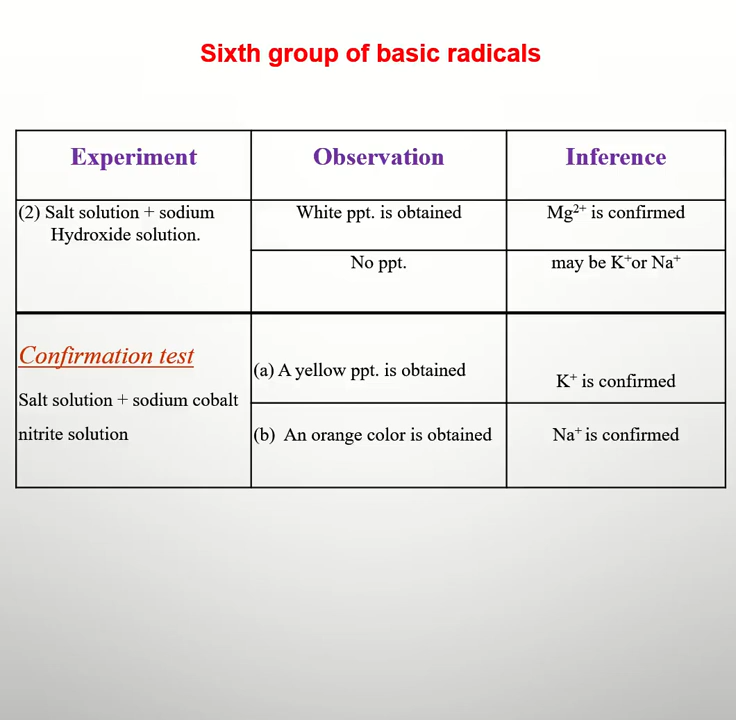 Sixth group of basic radicals
Experiment
Observation
Inference
(2) Salt solution + sodium
Hydroxide solution.
White ppt. is obtained
Mg²⁺ is confirmed
No ppt.
may be K⁺or Na⁺
Confirmation test
Salt solution + sodium cobalt
nitrite solution
(a) A yellow ppt. is obtained
K⁺ is confirmed
(b) An orange color is obtained
Na⁺ is confirmed